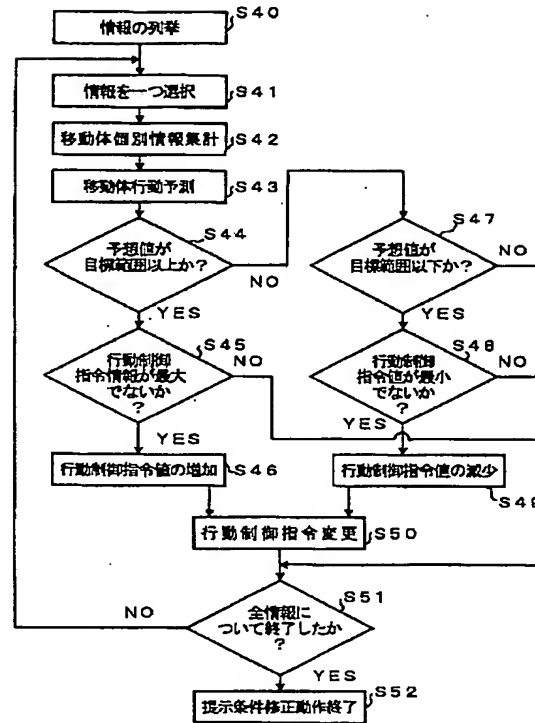 情報の列挙
S40
情報を一つ選択
S41
移動体個別情報集計
S42
移動体行動予測
S43
予想値が
目標範囲以上か?
S44
NO
YES
予想値が
目標範囲以下か?
S47
NO
YES
行動制御
指令情報が最大
でないか
?
S45
NO
YES
行動制御
指令値が最小
でないか
?
S48
NO
YES
行動制御指令値の増加
S46
行動制御指令値の減少
S49
行動制御指令変更
S50
全情報に
ついて終了したか
?
S51
NO
YES
提示条件修正動作終了
S52